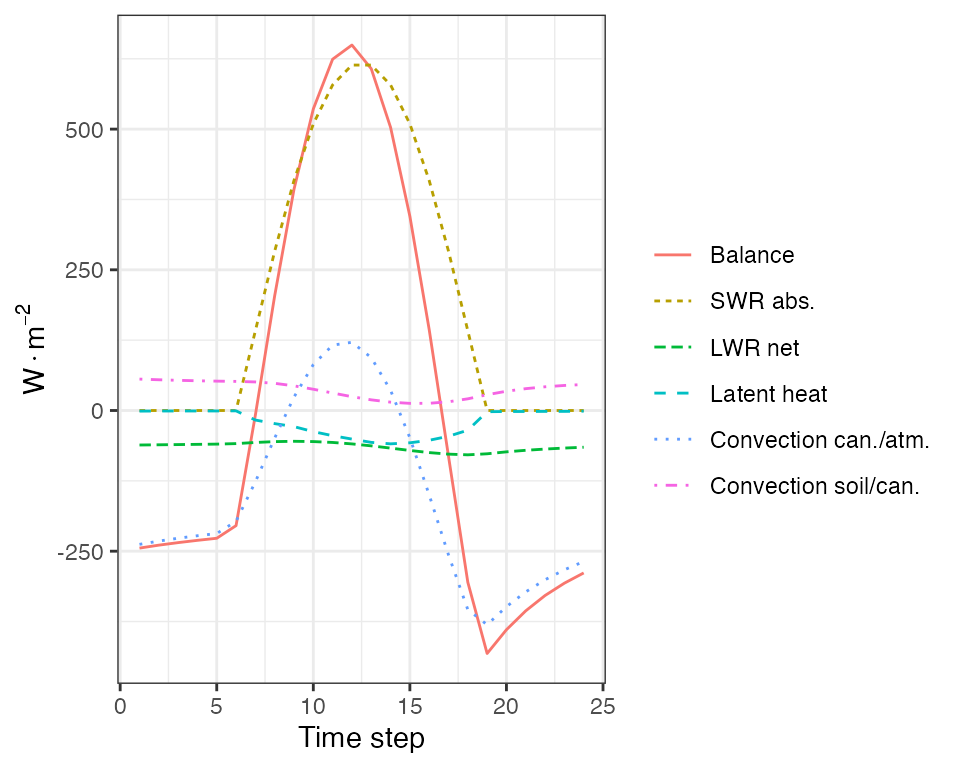 W·m⁻²
500
250
0
-250
0 5 10 15 20 25
Time step
Balance
SWR abs.
LWR net
Latent heat
Convection can./atm.
Convection soil/can.